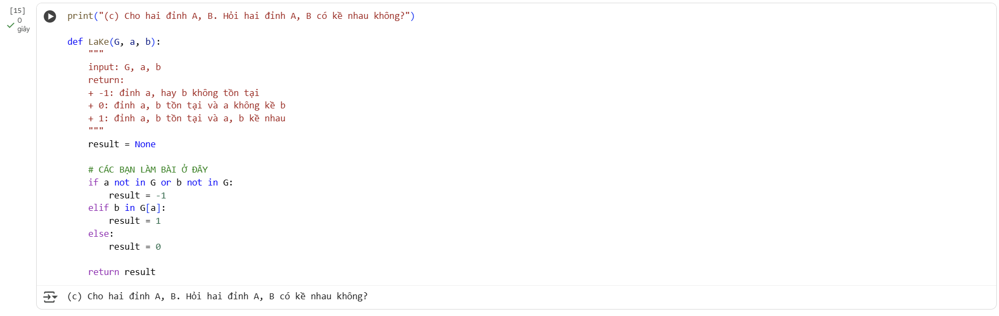 [15]
0
giây
print("(c) Cho hai đỉnh A, B. Hỏi hai đỉnh A, B có kề nhau không?")
def LaKe(G, a, b):
"""
input: G, a, b
return:
+ -1: đỉnh a, hay b không tồn tại
+ 0: đỉnh a, b tồn tại và a không kề b
+ 1: đỉnh a, b tồn tại và a, b kề nhau
"""
result = None
# CÁC BẠN LÀM BÀI Ở ĐÂY
if a not in G or b not in G:
result = -1
elif b in G[a]:
result = 1
else:
result = 0
return result
(c) Cho hai đỉnh A, B. Hỏi hai đỉnh A, B có kề nhau không?